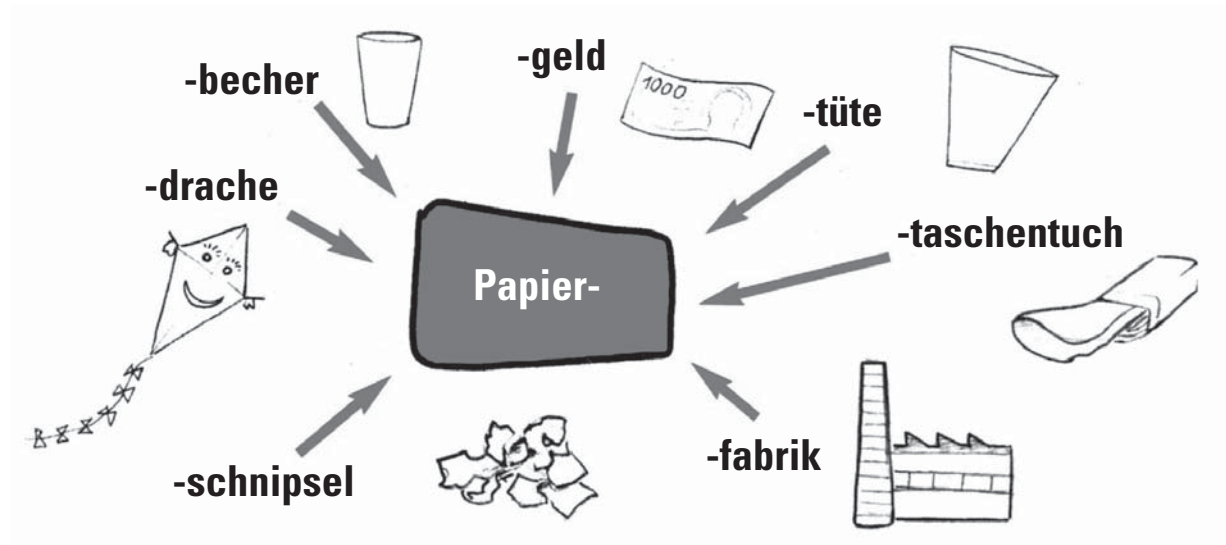 -geld
-becher
1000
-tüte
-drache
-taschentuch
Papier-
-fabrik
-schnipsel